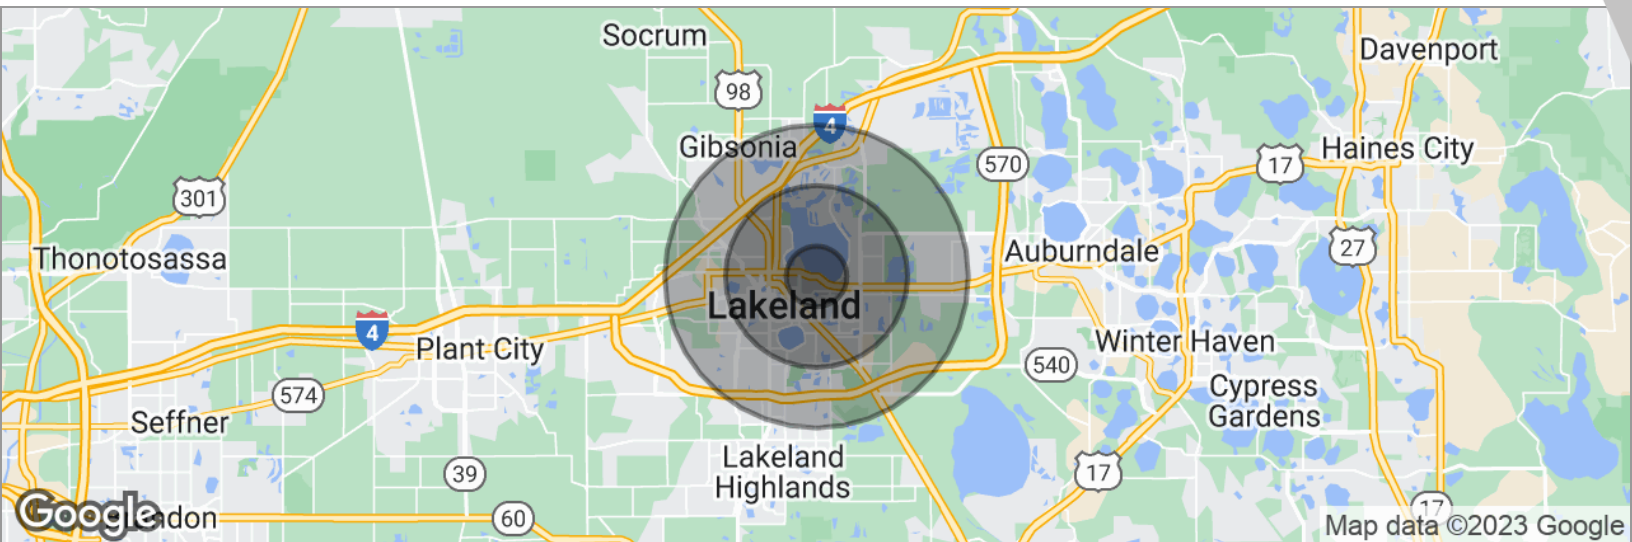 Socrum
Davenport
98
4
Gibsonia
Haines City
570
17
301
Thonotosassa
Auburndale
27
Lakeland
4
Plant City
Winter Haven
540
Cypress
Gardens
574
Seffner
Lakeland
Highlands
39
17
60
17
Google
Map data ©2023 Google